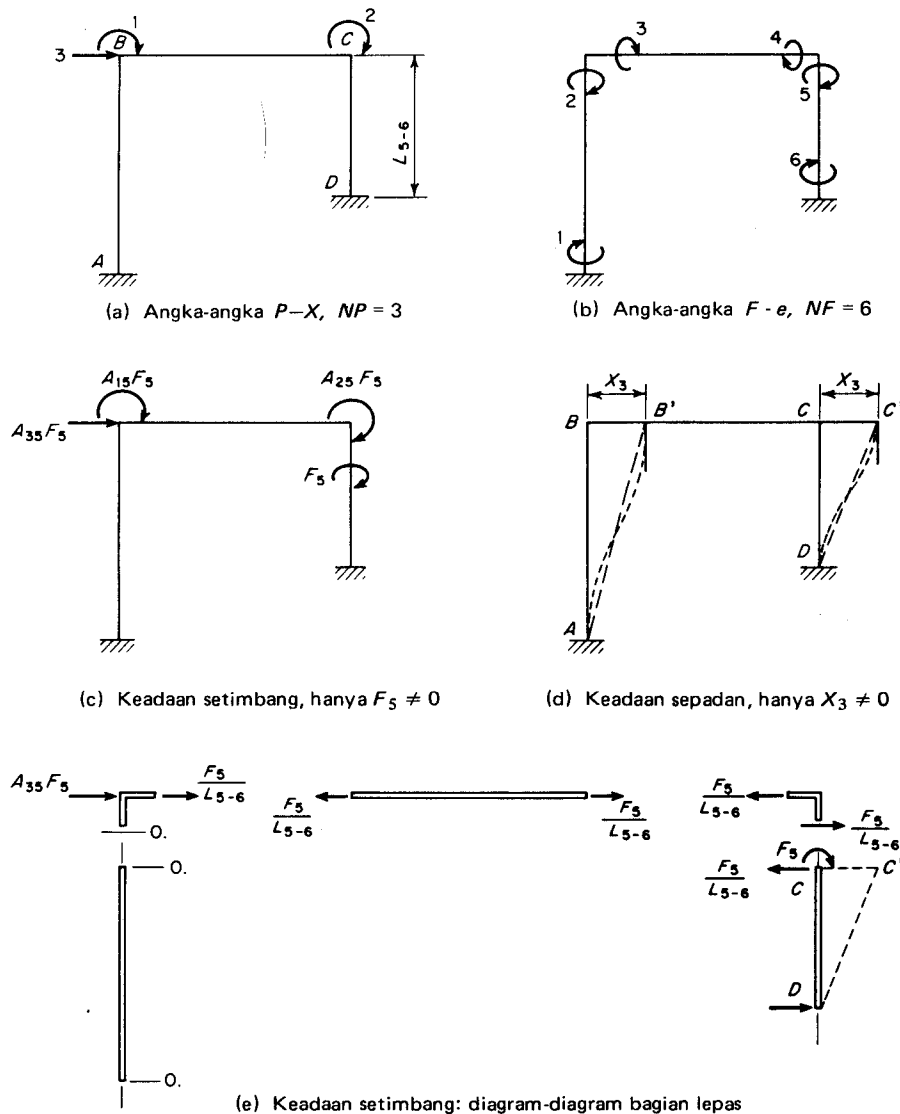 1
2
B
C
3
L5-6
D
A
(a) Angka-angka P–X, NP = 3
3
4
2
5
6
1
(b) Angka-angka F - e, NF = 6
A15F5
A25F5
A35F5
F5
(c) Keadaan setimbang, hanya F5 ≠ 0
X3
X3
B
B'
C
C'
D
A
(d) Keadaan sepadan, hanya X3 ≠ 0
A35F5
F5
L5-6
F5
L5-6
F5
L5-6
F5
L5-6
F5
L5-6
0.
0.
0.
F5
F5
L5-6
C
C'
D
(e) Keadaan setimbang: diagram-diagram bagian lepas